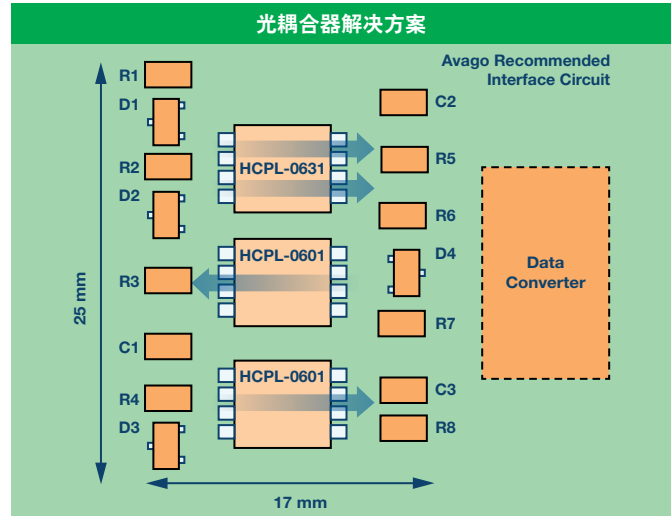 光耦合器解决方案
Avago Recommended
Interface Circuit
R1
D1
R2
D2
R3
C1
R4
D3
25 mm
17 mm
HCPL-0631
HCPL-0601
HCPL-0601
C2
R5
R6
D4
R7
C3
R8
Data
Converter